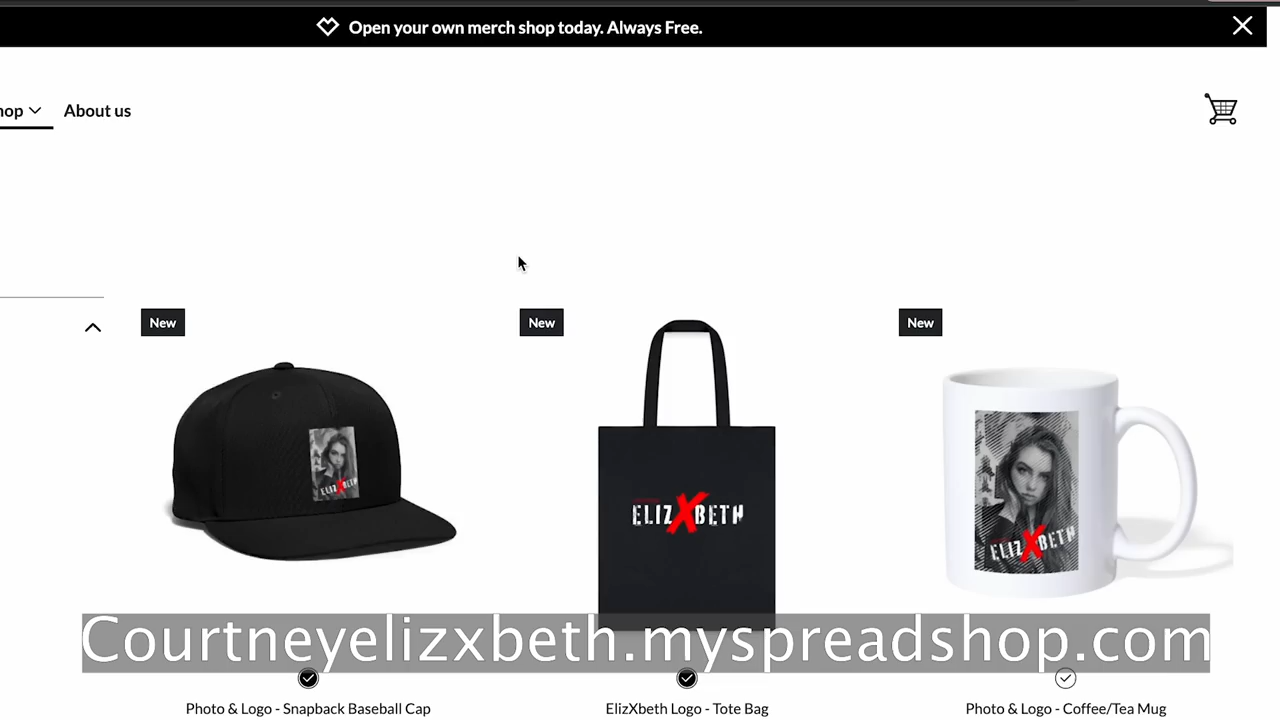 Open your own merch shop today. Always Free.
hop About us
New New New
ELIZXBETH
ELIZXBETH
ELIZXBETH
Courtneyelizxbeth.myspreadshop.com
Photo & Logo - Snapback Baseball Cap ElizXbeth Logo - Tote Bag Photo & Logo - Coffee/Tea Mug